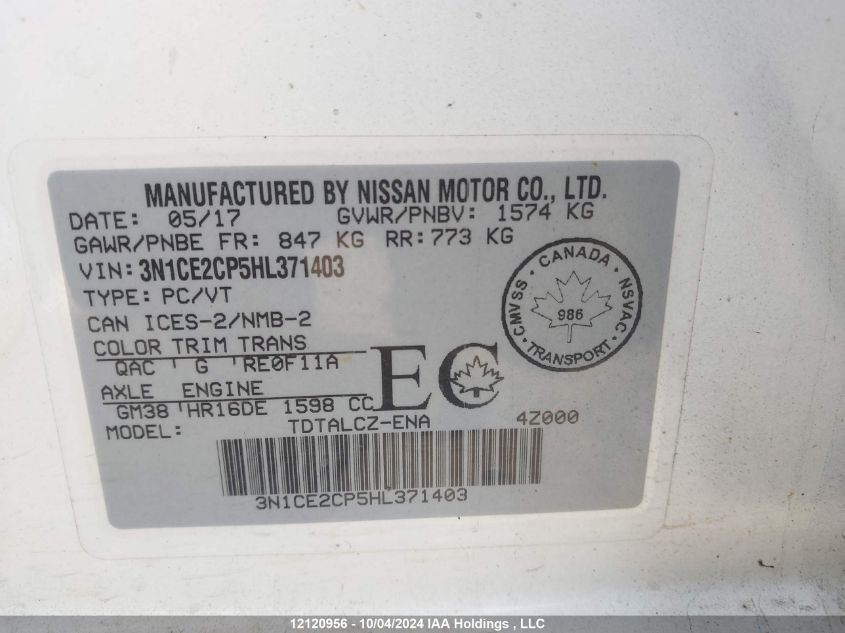 MANUFACTURED BY NISSAN MOTOR CO., LTD.
DATE: 05/17 GVWR/PNBV: 1574 KG
GAWR/PNBE FR: 847 KG RR: 773 KG
VIN: 3N1CE2CP5HL371403
TYPE: PC/VT
CAN ICES-2/NMB-2
COLOR TRIM TRANS
QAC G RE0F11A
AXLE ENGINE
GM38 HR16DE 1598 CC
EC
MODEL: TDTALCZ-ENA 4Z000
3N1CE2CP5HL371403
CMVSS · CANADA · NSVAC · TRANSPORT ·
986
12120956 - 10/04/2024 IAA Holdings , LLC